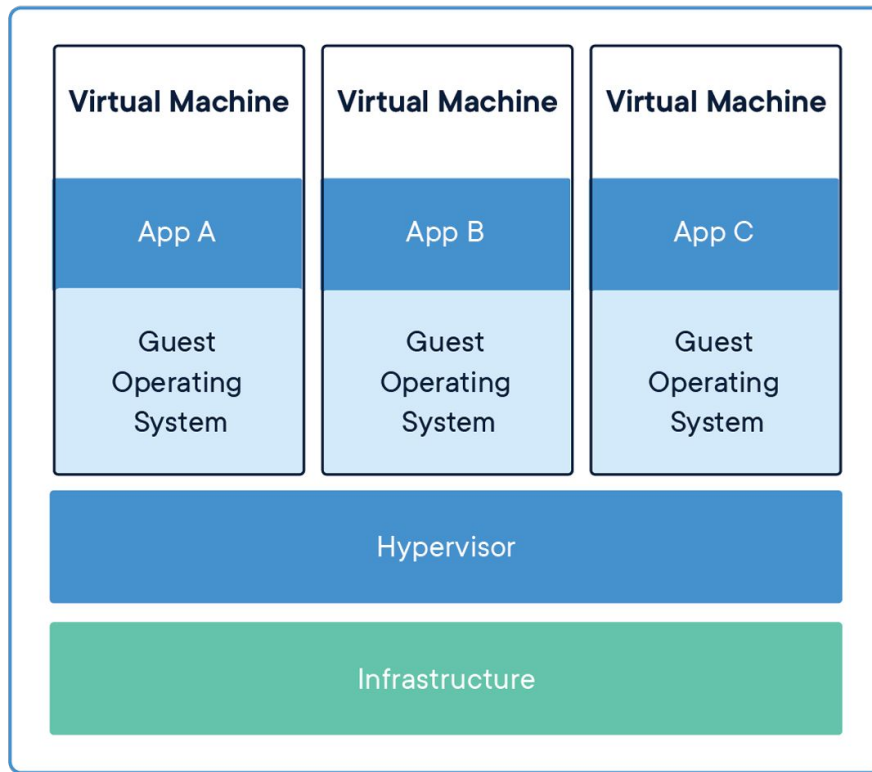 Virtual Machine
Virtual Machine
Virtual Machine
App A
App B
App C
Guest
Operating
System
Guest
Operating
System
Guest
Operating
System
Hypervisor
Infrastructure